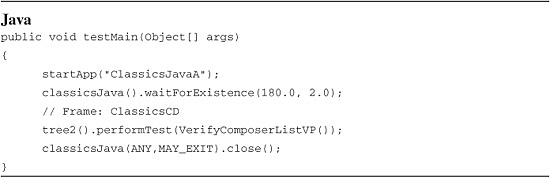 Java
public void testMain(Object[] args)
{
startApp("ClassicsJavaA");
classicsJava().waitForExistence(180.0, 2.0);
// Frame: ClassicsCD
tree2().performTest(VerifyComposerListVP());
classicsJava(ANY,MAY_EXIT).close();
}